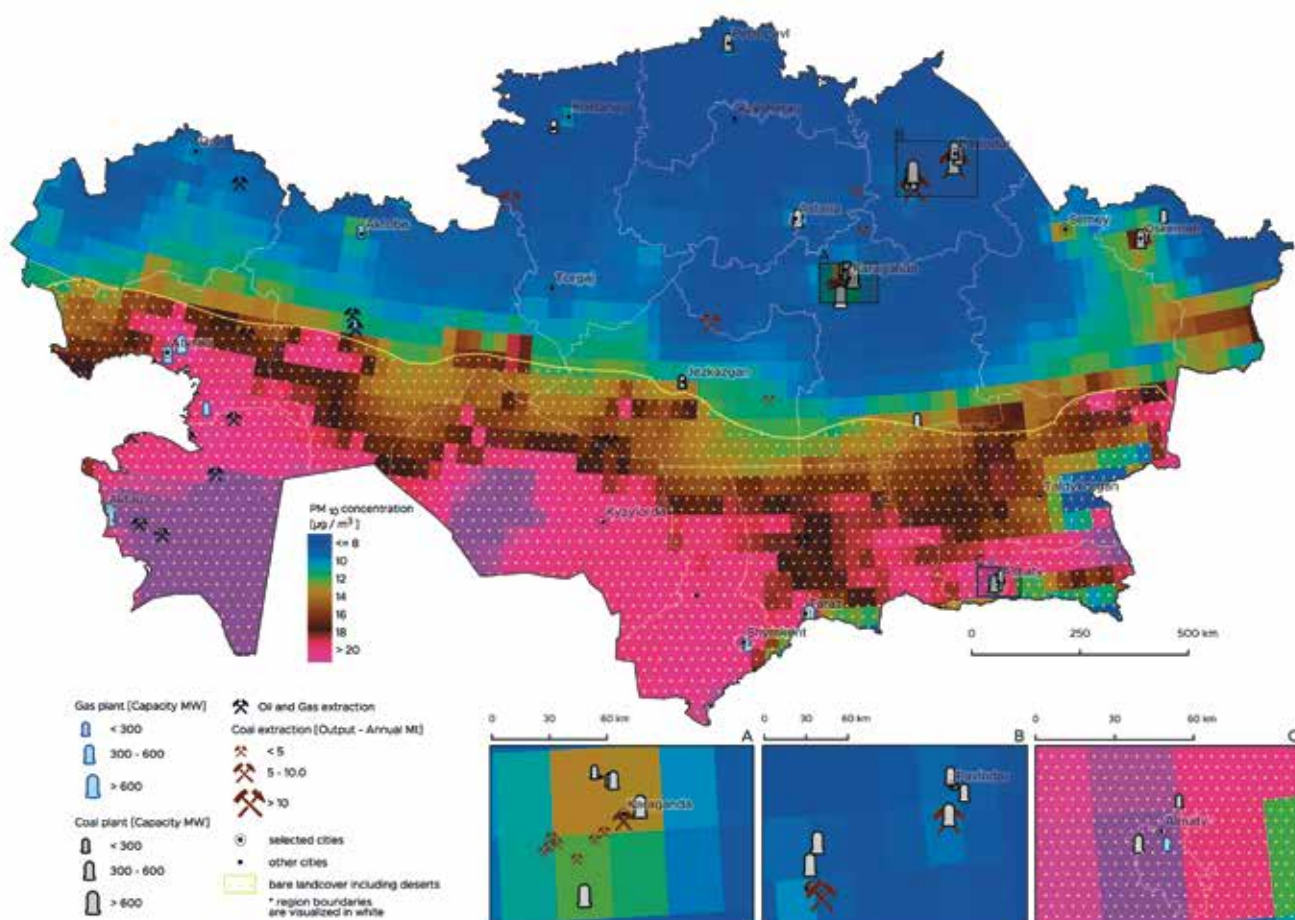 Petropavl
Kostanay
Kokshetau
Oral
B
Pavlodar
Aktobe
Astana
Semey
Oskemen
A
Karaganda
Torgaj
Atyrau
Jezkazgan
Aktau
Taldykorgan
Kyzylorda
Almaty
Taraz
Shymkent
PM 10 concentration
[µg / m³]
<= 8
10
12
14
16
18
> 20
0 250 500 km
Gas plant [Capacity MW]
< 300
300 - 600
> 600
Coal plant [Capacity MW]
< 300
300 - 600
> 600
Oil and Gas extraction
Coal extraction [Output - Annual Mt]
< 5
5 - 10.0
> 10
selected cities
other cities
bare landcover including deserts
* region boundaries
are visualized in white
0 30 60 km
A
Karaganda
0 30 60 km
B
Pavlodar
0 30 60 km
C
Almaty